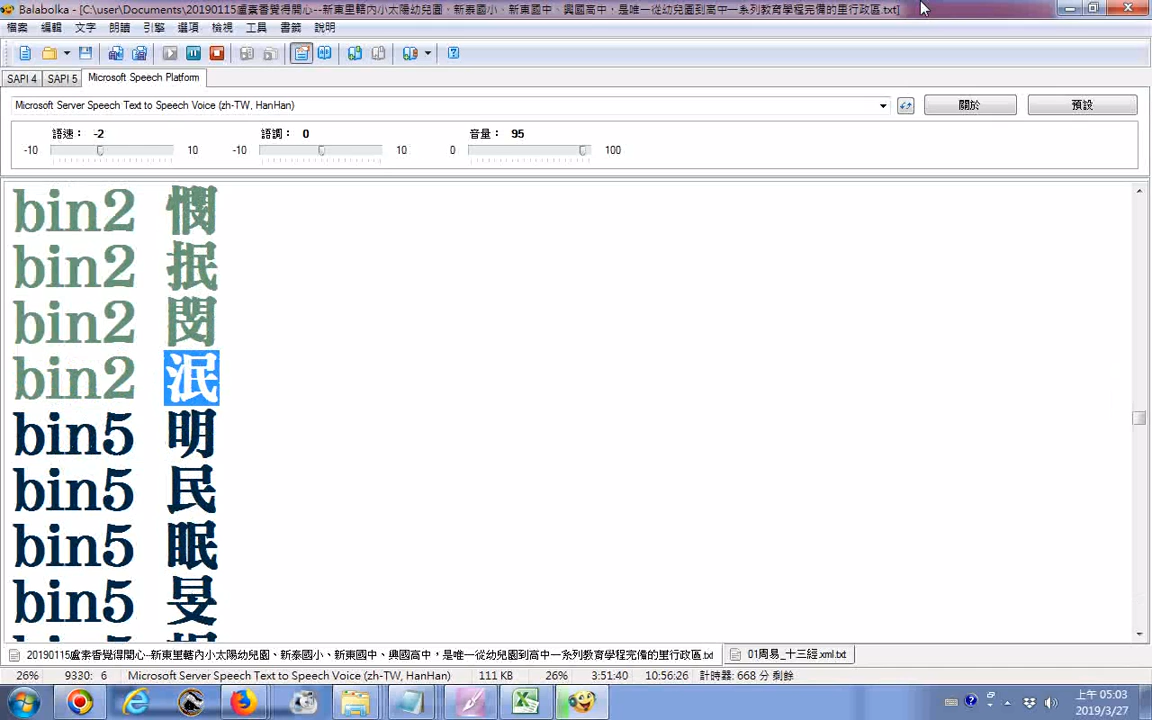 Balabolka - [C:\user\Documents\20190115盧素香覺得開心--新東里轄內小太陽幼兒園、新泰國小、新東國中、興國高中，是唯一從幼兒園到高中一系列教育學程完備的里行政區.txt]
檔案 編輯 文字 朗讀 引擎 選項 檢視 工具 書籤 說明
SAPI 4 SAPI 5 Microsoft Speech Platform
Microsoft Server Speech Text to Speech Voice (zh-TW, HanHan) 關於 預設
語速： -2 語調： 0 音量： 95
-10 10 -10 10 0 100
bin2 憫
bin2 抿
bin2 閔
bin2 泯
bin5 明
bin5 民
bin5 眠
bin5 旻
20190115盧素香覺得開心--新東里轄內小太陽幼兒園、新泰國小、新東國中、興國高中，是唯一從幼兒園到高中一系列教育學程完備的里行政區.txt 01周易_十三經.xml.txt
26% 9330: 6 Microsoft Server Speech Text to Speech Voice (zh-TW, HanHan) 111 KB 26% 3:51:40 10:56:26 計時器: 668 分 剩餘
上午 05:03
2019/3/27